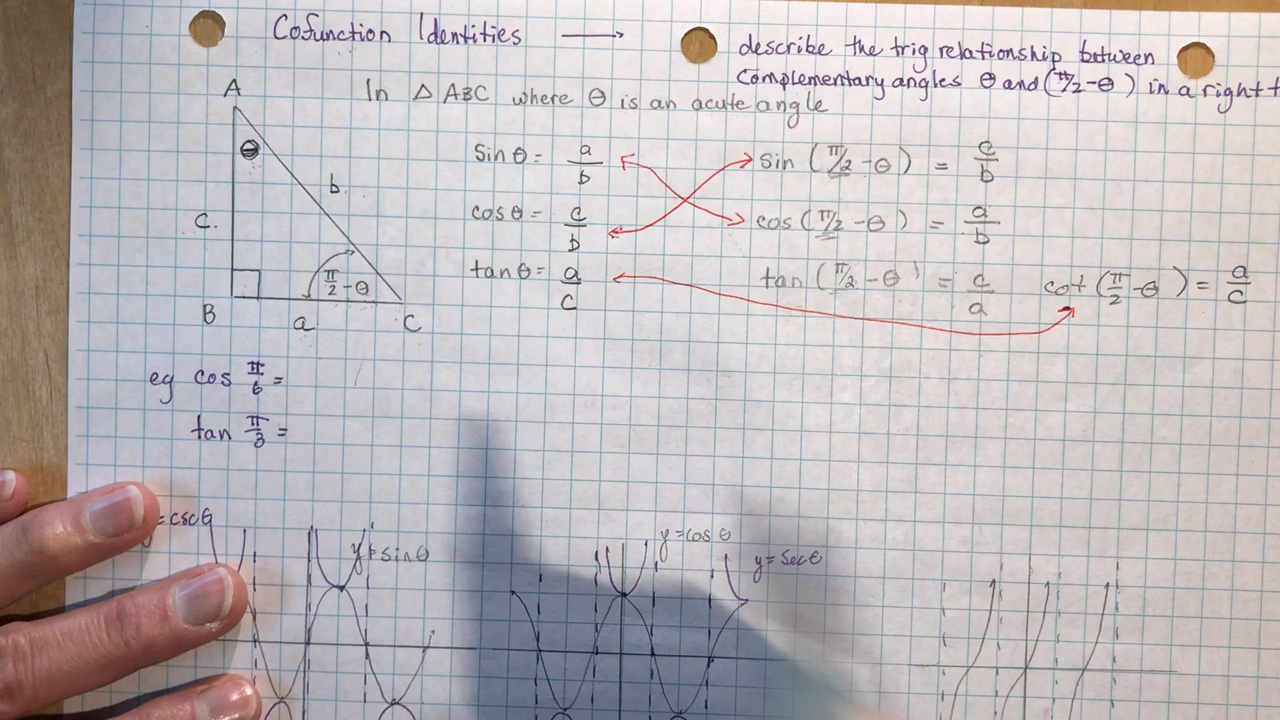 Cofunction Identities → describe the trig relationship between
complementary angles θ and (π/2 - θ) in a right
In △ ABC where θ is an acute angle
A
θ
b.
C.
π/2 - θ
B
a
C
sin θ = a/b
sin (π/2 - θ) = c/b
cos θ = c/b
cos (π/2 - θ) = a/b
tan θ = a/c
tan (π/2 - θ) = c/a
cot (π/2 - θ) = a/c
eg cos π/6 =
tan π/3 =
= csc θ
y = sin θ
y = cos θ
y = sec θ